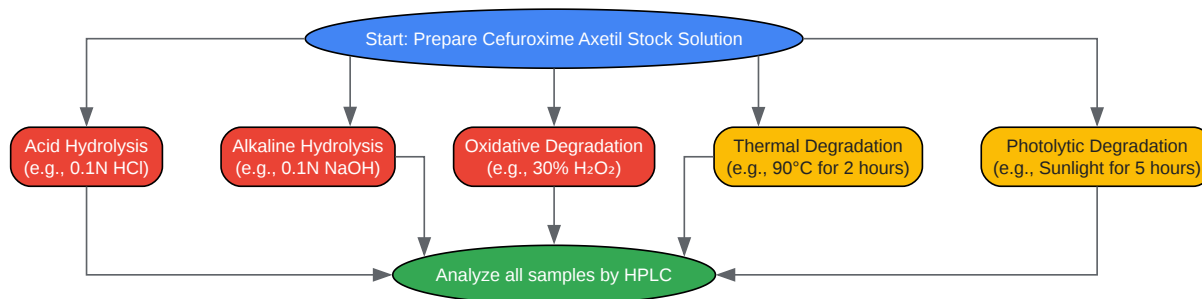 Start: Prepare Cefuroxime Axetil Stock Solution
Acid Hydrolysis
(e.g., 0.1N HCl)
Alkaline Hydrolysis
(e.g., 0.1N NaOH)
Oxidative Degradation
(e.g., 30% H₂O₂)
Thermal Degradation
(e.g., 90°C for 2 hours)
Photolytic Degradation
(e.g., Sunlight for 5 hours)
Analyze all samples by HPLC